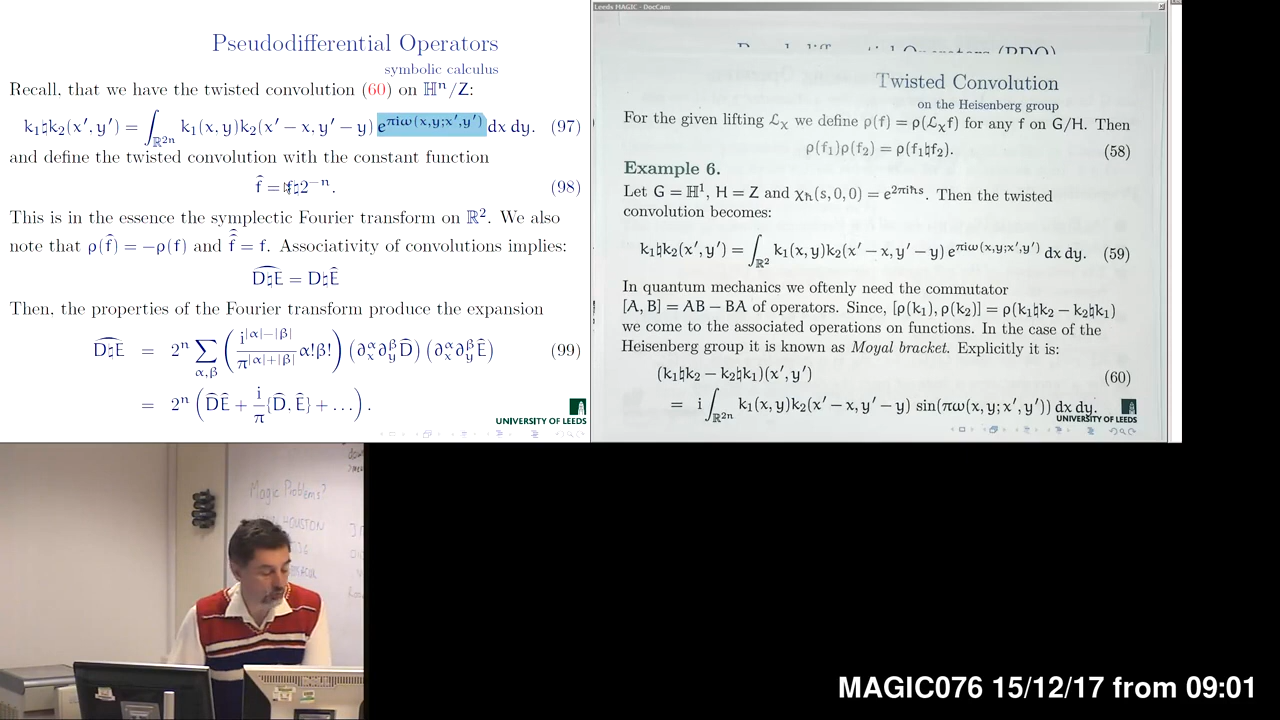 Pseudodifferential Operators
symbolic calculus
Recall, that we have the twisted convolution (60) on ℍⁿ/Z:
k₁♮k₂(x′, y′) = ∫_{ℝ²ⁿ} k₁(x, y)k₂(x′ − x, y′ − y) e^{πiω(x,y;x′,y′)} dx dy. (97)
and define the twisted convolution with the constant function
f̂ = f♮2⁻ⁿ. (98)
This is in the essence the symplectic Fourier transform on ℝ². We also
note that ρ(f̂) = −ρ(f) and f̂̂ = f. Associativity of convolutions implies:
\widehat{D♮E} = D♮Ê
Then, the properties of the Fourier transform produce the expansion
\widehat{D♮E} = 2ⁿ ∑_{α,β} (i^{|α|−|β|}/π^{|α|+|β|} α!β!) (∂ₓ^α ∂ᵧ^β D̂) (∂ₓ^α ∂ᵧ^β Ê) (99)
= 2ⁿ (D̂Ê + i/π {D̂, Ê} + …).
UNIVERSITY OF LEEDS
Leeds MAGIC - DocCam
Twisted Convolution
on the Heisenberg group
For the given lifting ℒ_χ we define ρ(f) = ρ(ℒ_χf) for any f on G/H. Then
ρ(f₁)ρ(f₂) = ρ(f₁♮f₂). (58)
Example 6.
Let G = ℍ¹, H = Z and χ_ℏ(s, 0, 0) = e^{2πiℏs}. Then the twisted
convolution becomes:
k₁♮k₂(x′, y′) = ∫_{ℝ²} k₁(x, y)k₂(x′ − x, y′ − y) e^{πiω(x,y;x′,y′)} dx dy. (59)
In quantum mechanics we oftenly need the commutator
[A, B] = AB − BA of operators. Since, [ρ(k₁), ρ(k₂)] = ρ(k₁♮k₂ − k₂♮k₁)
we come to the associated operations on functions. In the case of the
Heisenberg group it is known as Moyal bracket. Explicitly it is:
(k₁♮k₂ − k₂♮k₁)(x′, y′) (60)
= i ∫_{ℝ²ⁿ} k₁(x, y)k₂(x′ − x, y′ − y) sin(πω(x, y; x′, y′)) dx dy.
UNIVERSITY OF LEEDS
Magic Problems?
HOUSTON
MAGIC076 15/12/17 from 09:01